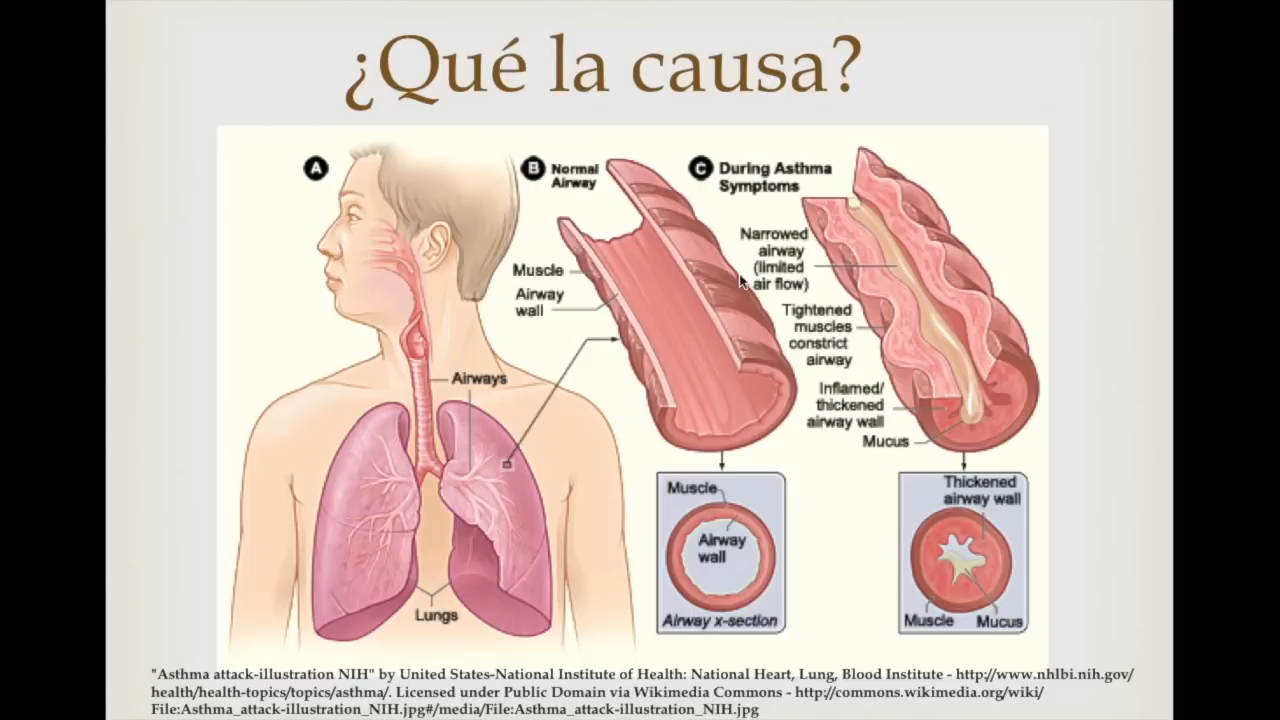 ¿Qué la causa?
A
B Normal
Airway
C During Asthma
Symptoms
Muscle
Airway
wall
Airways
Lungs
Narrowed
airway
(limited
air flow)
Tightened
muscles
constrict
airway
Inflamed/
thickened
airway wall
Mucus
Muscle
Airway
wall
Airway x-section
Thickened
airway wall
Muscle
Mucus
"Asthma attack-illustration NIH" by United States-National Institute of Health: National Heart, Lung, Blood Institute - http://www.nhlbi.nih.gov/
health/health-topics/topics/asthma/. Licensed under Public Domain via Wikimedia Commons - http://commons.wikimedia.org/wiki/
File:Asthma_attack-illustration_NIH.jpg#/media/File:Asthma_attack-illustration_NIH.jpg